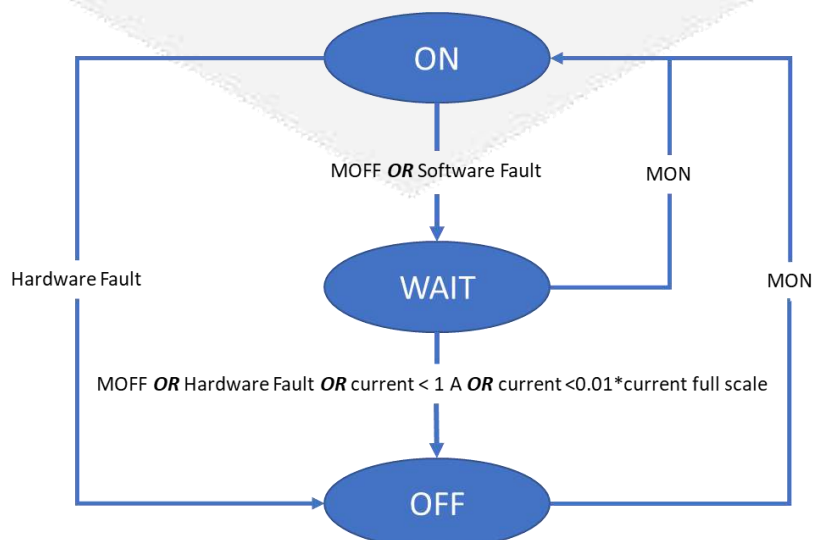 ON
MOFF OR Software Fault
MON
Hardware Fault
WAIT
MON
MOFF OR Hardware Fault OR current < 1 A OR current <0.01*current full scale
OFF